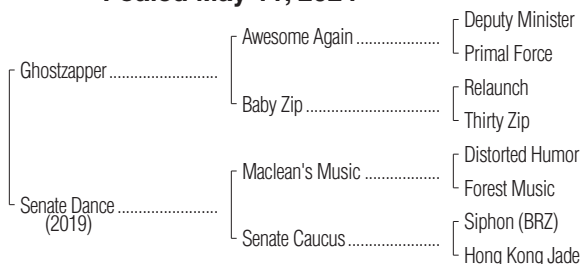 Deputy Minister
Awesome Again
Primal Force
Ghostzapper
Relaunch
Baby Zip
Thirty Zip
Distorted Humor
Maclean's Music
Forest Music
Senate Dance
(2019)
Siphon (BRZ)
Senate Caucus
Hong Kong Jade